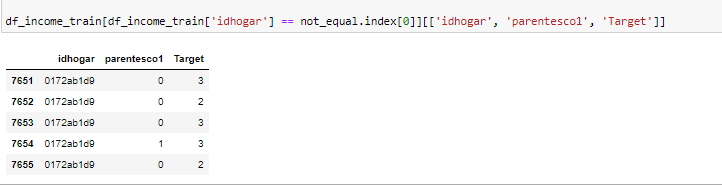 df_income_train[df_income_train['idhogar'] == not_equal.index[0]][['idhogar', 'parentesco1', 'Target']]
idhogar parentesco1 Target
7651 0172ab1d9 0 3
7652 0172ab1d9 0 2
7653 0172ab1d9 0 3
7654 0172ab1d9 1 3
7655 0172ab1d9 0 2